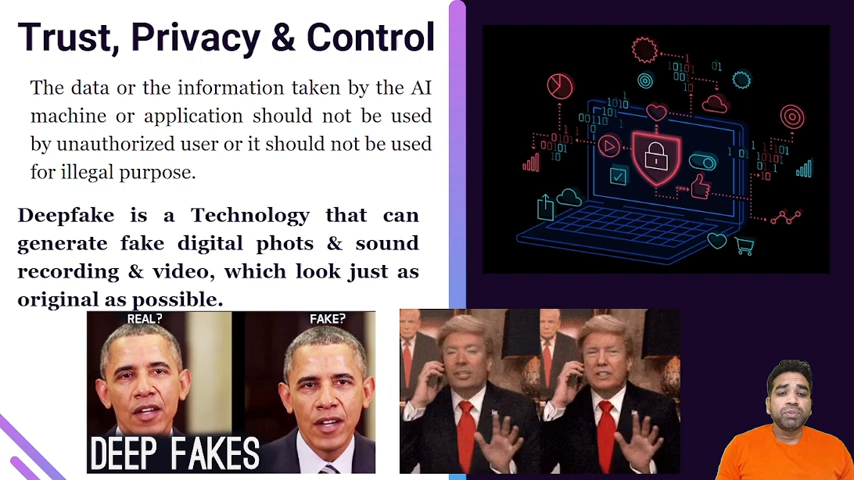 Trust, Privacy & Control
The data or the information taken by the AI
machine or application should not be used
by unauthorized user or it should not be used
for illegal purpose.
Deepfake is a Technology that can
generate fake digital phots & sound
recording & video, which look just as
original as possible.
REAL?
FAKE?
DEEP FAKES